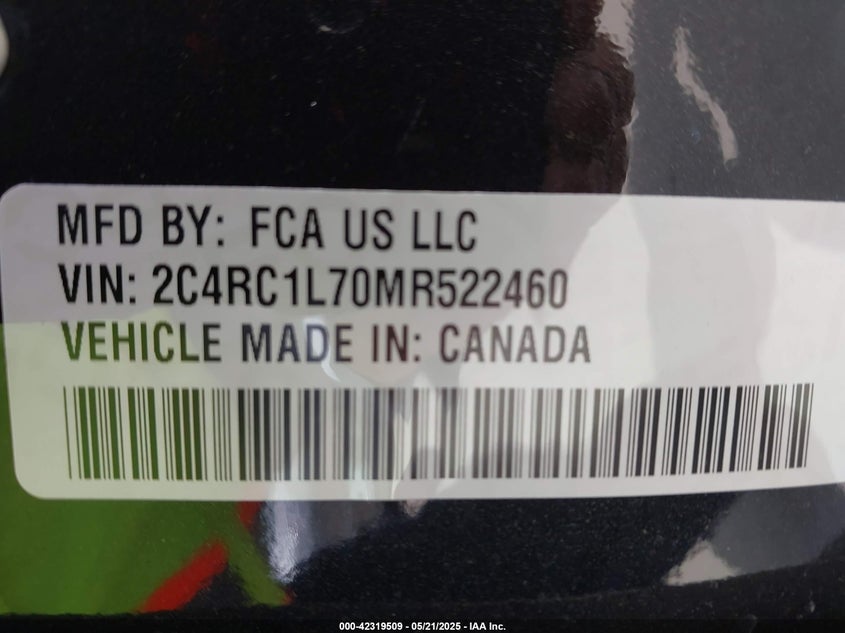 MFD BY: FCA US LLC
VIN: 2C4RC1L70MR522460
VEHICLE MADE IN: CANADA
000-42319509 - 05/21/2025 - IAA Inc.